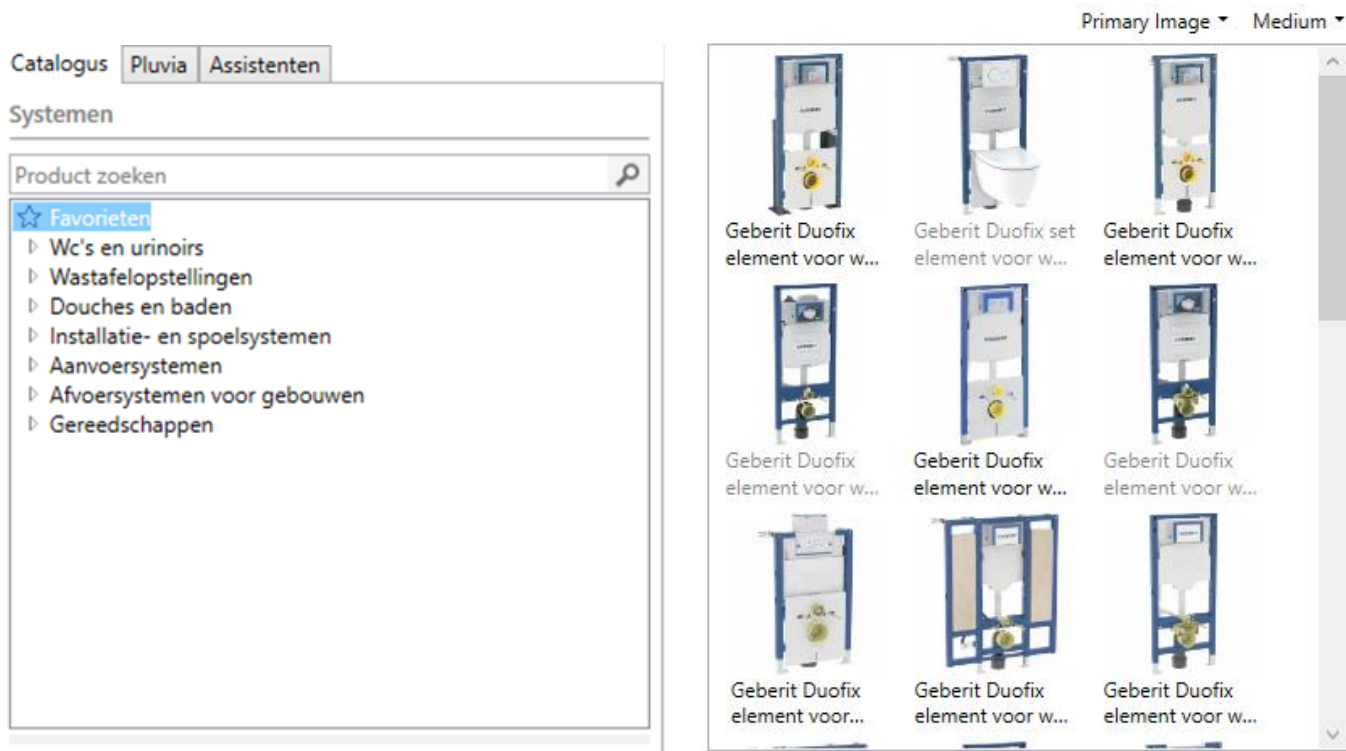 Primary Image Medium
Catalogus Pluvia Assistenten
Systemen
Product zoeken
Favorieten
Wc's en urinoirs
Wastafelopstellingen
Douches en baden
Installatie- en spoelsystemen
Aanvoersystemen
Afvoersystemen voor gebouwen
Gereedschappen
Geberit Duofix
element voor w...
Geberit Duofix set
element voor w...
Geberit Duofix
element voor w...
Geberit Duofix
element voor w...
Geberit Duofix
element voor w...
Geberit Duofix
element voor w...
Geberit Duofix
element voor...
Geberit Duofix
element voor w...
Geberit Duofix
element voor w...